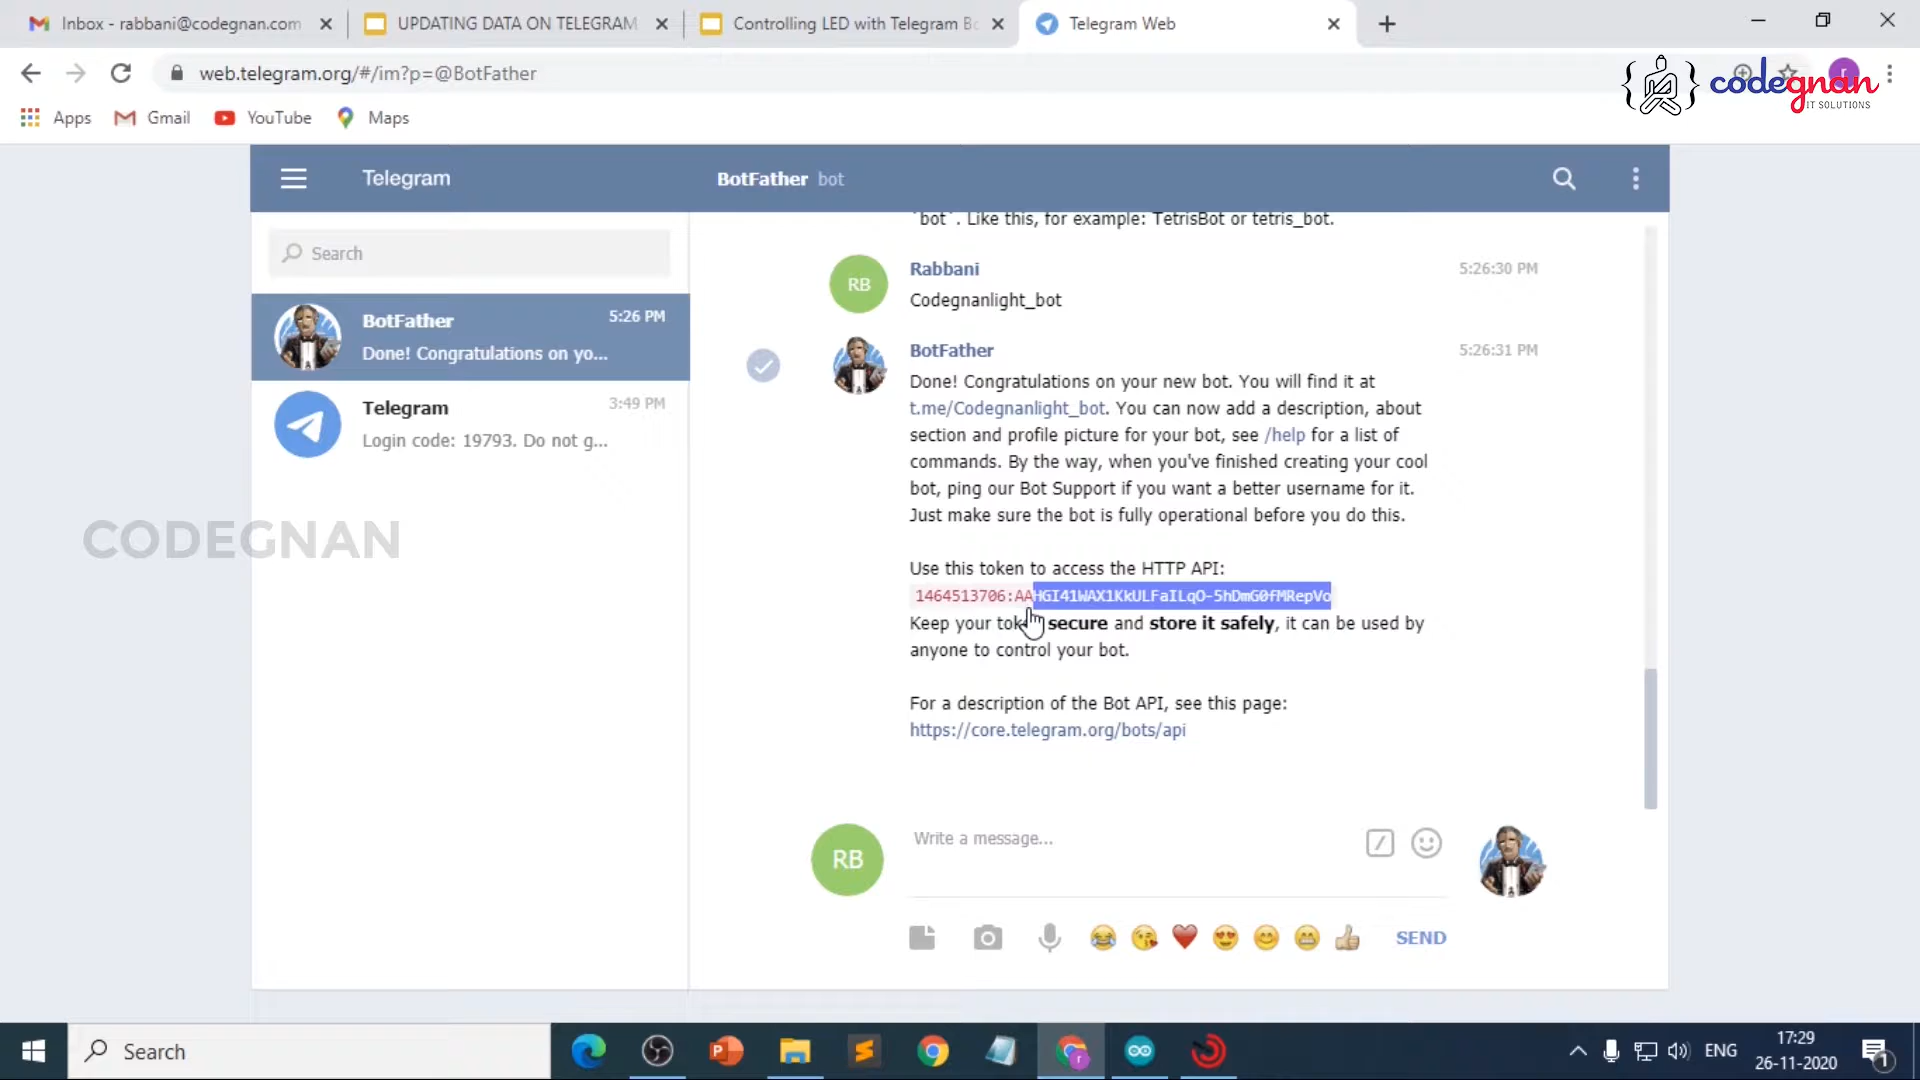 Inbox - rabbani@codegnan.com
UPDATING DATA ON TELEGRAM
Controlling LED with Telegram Bo
Telegram Web
web.telegram.org/#/im?p=@BotFather
codegnan
IT SOLUTIONS
Apps
Gmail
YouTube
Maps
Telegram
BotFather bot
Search
`bot`. Like this, for example: TetrisBot or tetris_bot.
RB
Rabbani
5:26:30 PM
Codegnanlight_bot
BotFather
5:26 PM
Done! Congratulations on yo...
Telegram
3:49 PM
Login code: 19793. Do not g...
CODEGNAN
BotFather
5:26:31 PM
Done! Congratulations on your new bot. You will find it at
t.me/Codegnanlight_bot. You can now add a description, about
section and profile picture for your bot, see /help for a list of
commands. By the way, when you've finished creating your cool
bot, ping our Bot Support if you want a better username for it.
Just make sure the bot is fully operational before you do this.
Use this token to access the HTTP API:
1464513706:AAHGI41WAX1KkULFaILqO-5hDmG0fMRepVo
Keep your token secure and store it safely, it can be used by
anyone to control your bot.
For a description of the Bot API, see this page:
https://core.telegram.org/bots/api
RB
Write a message...
SEND
Search
ENG
17:29
26-11-2020
1